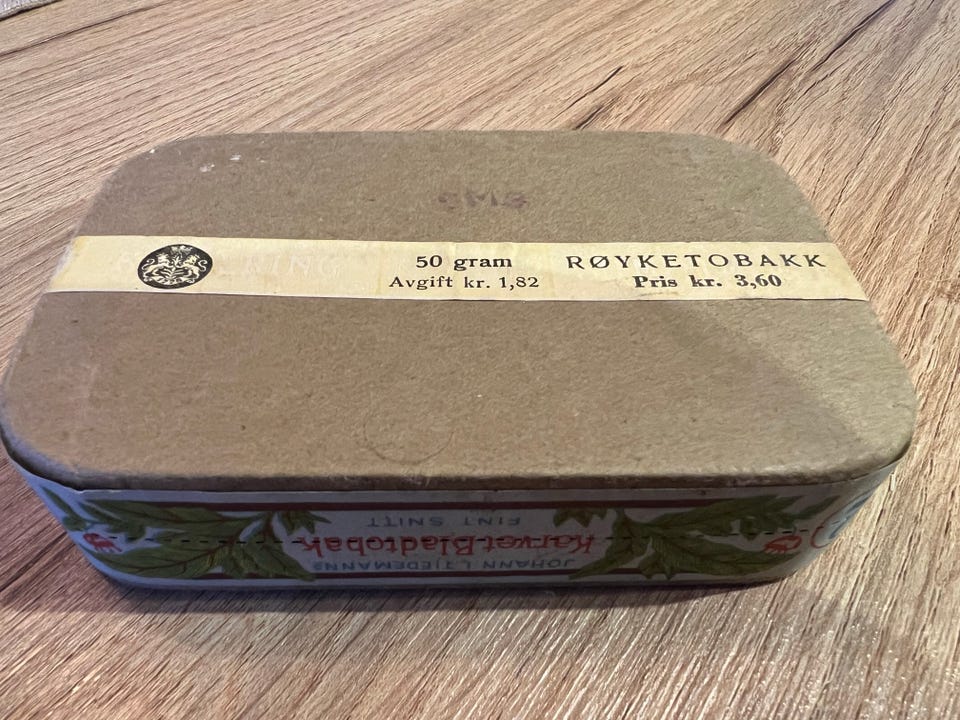 50 gram
Avgift kr. 1,82
RØYKETOBAKK
Pris kr. 3,60
JOHANN L. TIEDEMANNS
Karvet Bladtobak
FINT SNITT